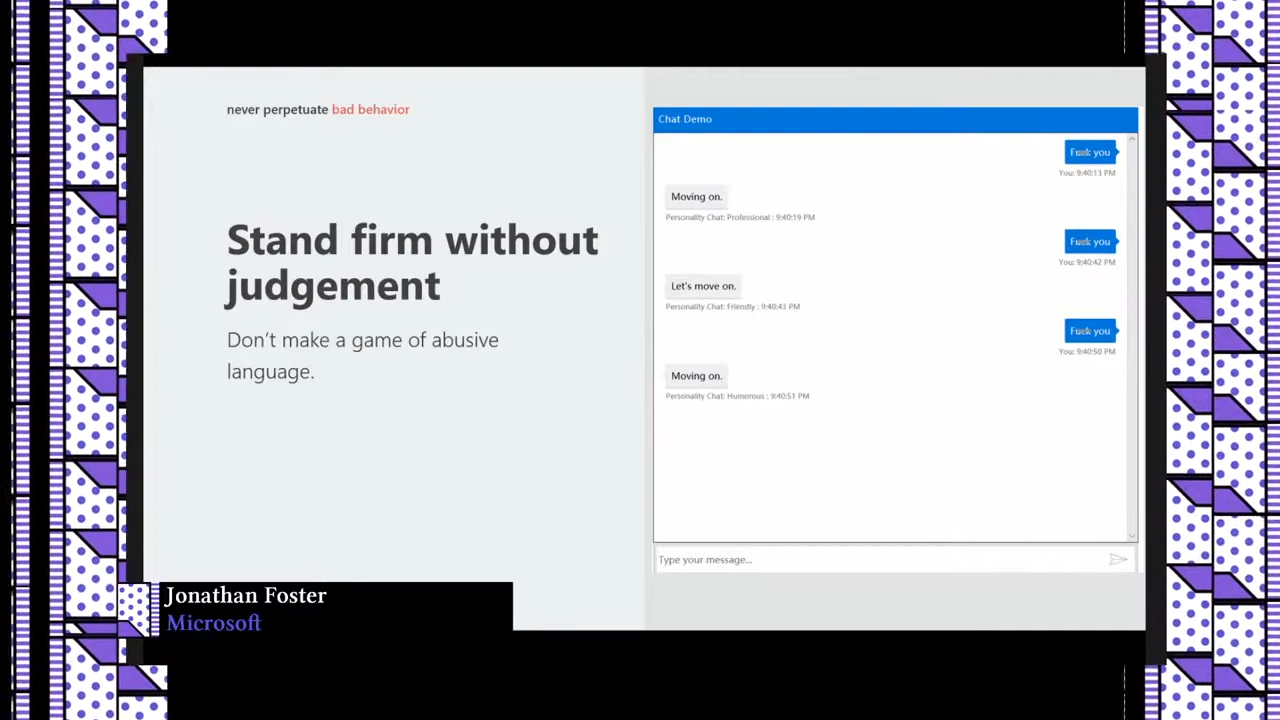 never perpetuate bad behavior
Stand firm without
judgement
Don’t make a game of abusive
language.
Chat Demo
Fuck you
You: 9:40:13 PM
Moving on.
Personality Chat: Professional : 9:40:19 PM
Fuck you
You: 9:40:42 PM
Let's move on.
Personality Chat: Friendly : 9:40:43 PM
Fuck you
You: 9:40:50 PM
Moving on.
Personality Chat: Humorous : 9:40:51 PM
Type your message...
Jonathan Foster
Microsoft